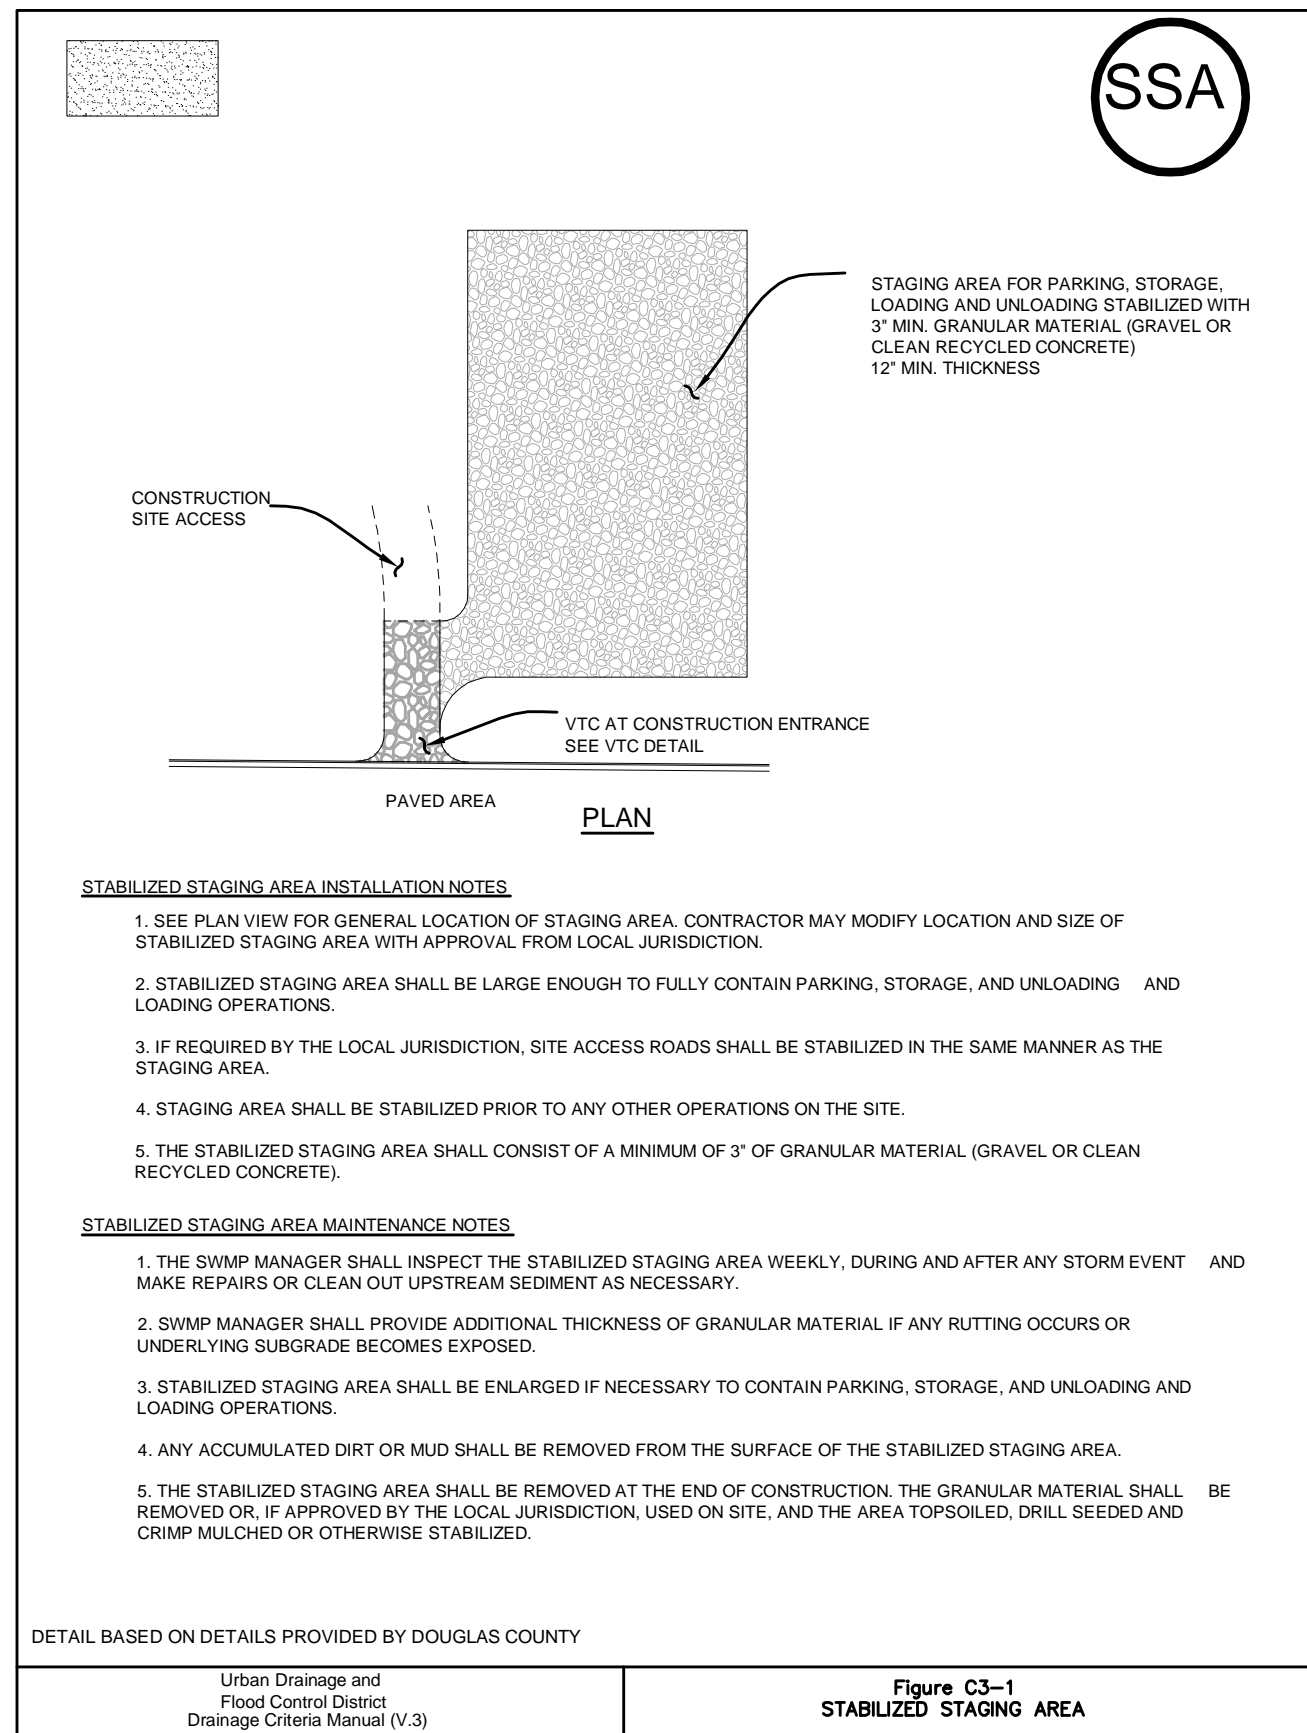 SSA
STAGING AREA FOR PARKING, STORAGE,
LOADING AND UNLOADING STABILIZED WITH
3" MIN. GRANULAR MATERIAL (GRAVEL OR
CLEAN RECYCLED CONCRETE)
12" MIN. THICKNESS
CONSTRUCTION
SITE ACCESS
VTC AT CONSTRUCTION ENTRANCE
SEE VTC DETAIL
PAVED AREA
PLAN
STABILIZED STAGING AREA INSTALLATION NOTES
1. SEE PLAN VIEW FOR GENERAL LOCATION OF STAGING AREA. CONTRACTOR MAY MODIFY LOCATION AND SIZE OF
STABILIZED STAGING AREA WITH APPROVAL FROM LOCAL JURISDICTION.
2. STABILIZED STAGING AREA SHALL BE LARGE ENOUGH TO FULLY CONTAIN PARKING, STORAGE, AND UNLOADING AND
LOADING OPERATIONS.
3. IF REQUIRED BY THE LOCAL JURISDICTION, SITE ACCESS ROADS SHALL BE STABILIZED IN THE SAME MANNER AS THE
STAGING AREA.
4. STAGING AREA SHALL BE STABILIZED PRIOR TO ANY OTHER OPERATIONS ON THE SITE.
5. THE STABILIZED STAGING AREA SHALL CONSIST OF A MINIMUM OF 3" OF GRANULAR MATERIAL (GRAVEL OR CLEAN
RECYCLED CONCRETE).
STABILIZED STAGING AREA MAINTENANCE NOTES
1. THE SWMP MANAGER SHALL INSPECT THE STABILIZED STAGING AREA WEEKLY, DURING AND AFTER ANY STORM EVENT AND
MAKE REPAIRS OR CLEAN OUT UPSTREAM SEDIMENT AS NECESSARY.
2. SWMP MANAGER SHALL PROVIDE ADDITIONAL THICKNESS OF GRANULAR MATERIAL IF ANY RUTTING OCCURS OR
UNDERLYING SUBGRADE BECOMES EXPOSED.
3. STABILIZED STAGING AREA SHALL BE ENLARGED IF NECESSARY TO CONTAIN PARKING, STORAGE, AND UNLOADING AND
LOADING OPERATIONS.
4. ANY ACCUMULATED DIRT OR MUD SHALL BE REMOVED FROM THE SURFACE OF THE STABILIZED STAGING AREA.
5. THE STABILIZED STAGING AREA SHALL BE REMOVED AT THE END OF CONSTRUCTION. THE GRANULAR MATERIAL SHALL BE
REMOVED OR, IF APPROVED BY THE LOCAL JURISDICTION, USED ON SITE, AND THE AREA TOPSOILED, DRILL SEEDED AND
CRIMP MULCHED OR OTHERWISE STABILIZED.
DETAIL BASED ON DETAILS PROVIDED BY DOUGLAS COUNTY
Urban Drainage and
Flood Control District
Drainage Criteria Manual (V.3)
Figure C3-1
STABILIZED STAGING AREA